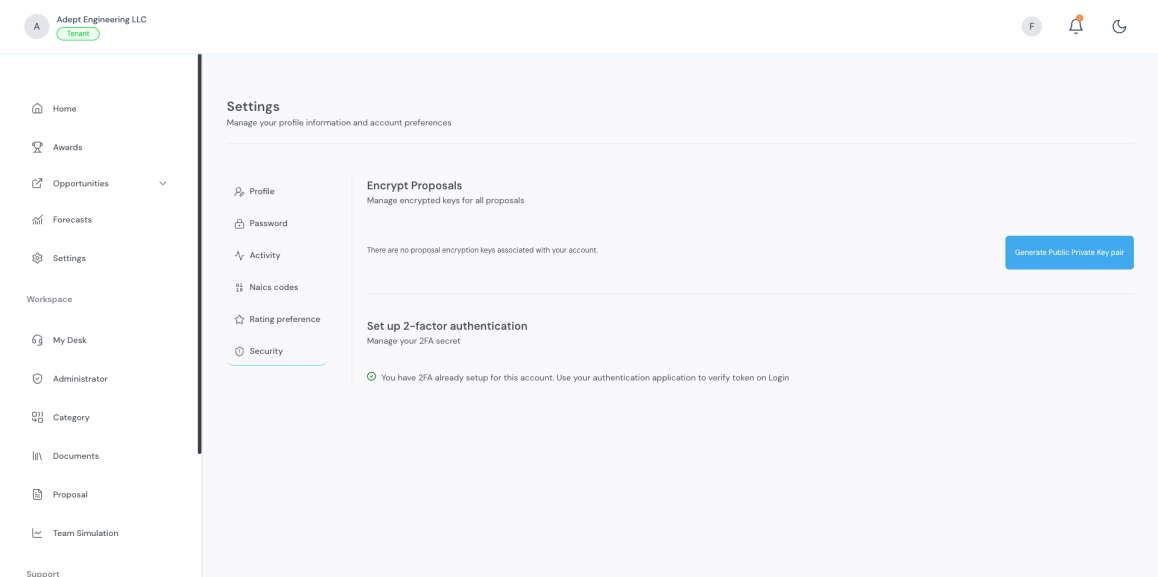 A
Adept Engineering LLC
Tenant
F
Home
Awards
Opportunities
Forecasts
Settings
Workspace
My Desk
Administrator
Category
Documents
Proposal
Team Simulation
Support
Settings
Manage your profile information and account preferences
Profile
Password
Activity
Naics codes
Rating preference
Security
Encrypt Proposals
Manage encrypted keys for all proposals
There are no proposal encryption keys associated with your account.
Generate Public Private Key pair
Set up 2-factor authentication
Manage your 2FA secret
You have 2FA already setup for this account. Use your authentication application to verify token on Login